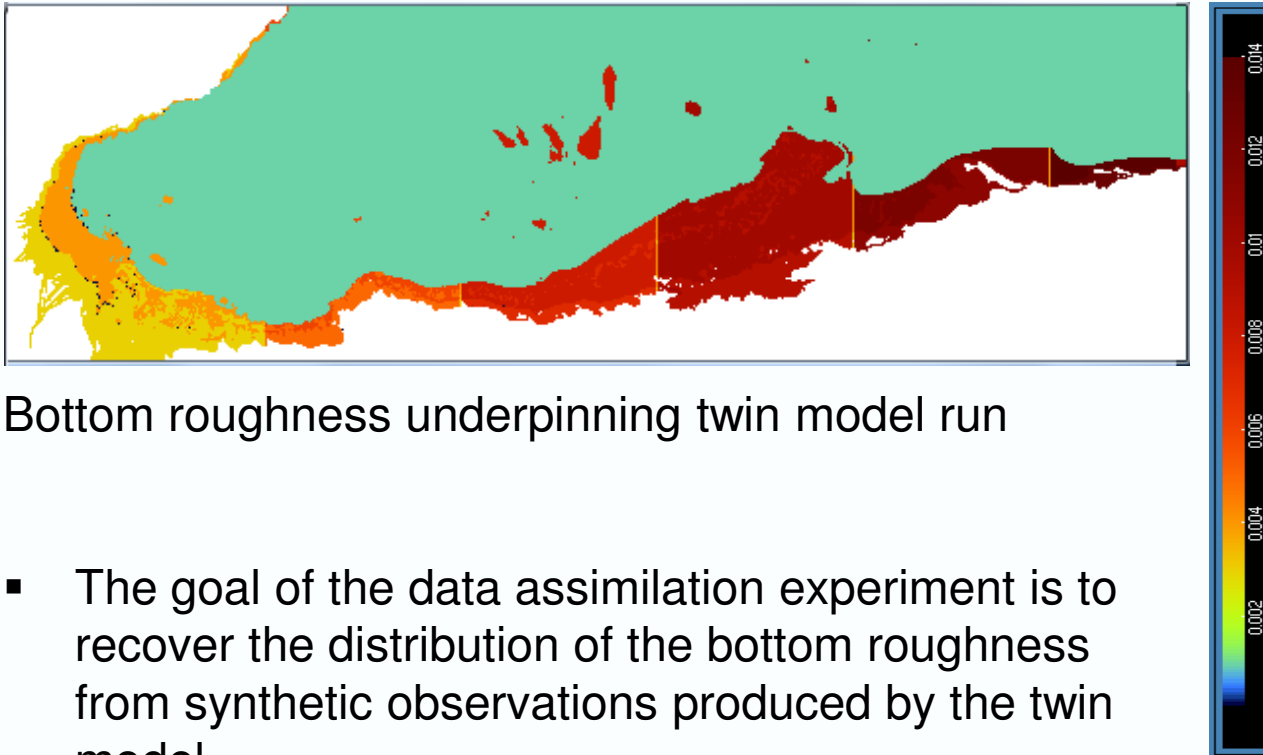 0.014
0.012
0.01
0.008
0.006
0.004
0.002
Bottom roughness underpinning twin model run
▪ The goal of the data assimilation experiment is to
recover the distribution of the bottom roughness
from synthetic observations produced by the twin
model